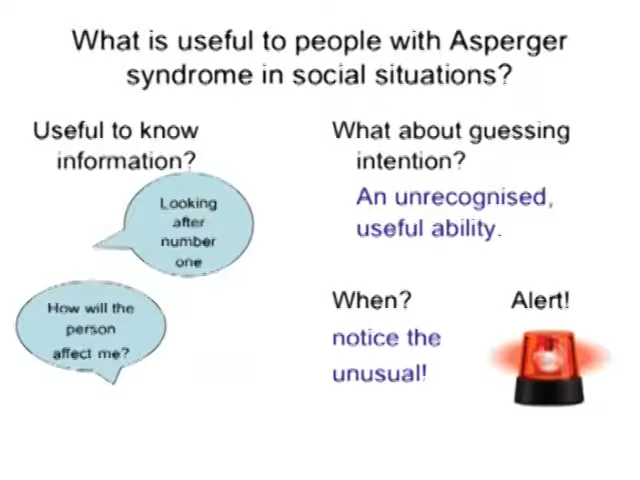 What is useful to people with Asperger
syndrome in social situations?
Useful to know
information?
Looking
after
number
one
How will the
person
affect me?
What about guessing
intention?
An unrecognised,
useful ability.
When?
Alert!
notice the
unusual!